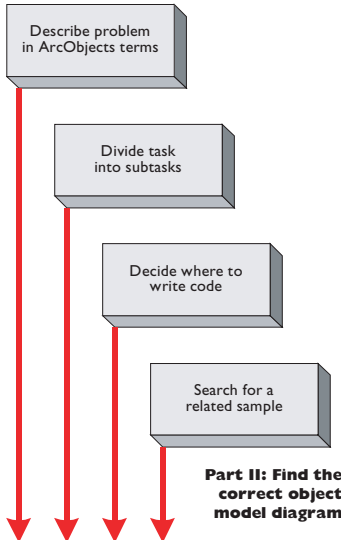 Describe problem
in ArcObjects terms
Divide task
into subtasks
Decide where to
write code
Search for a
related sample
Part II: Find the
correct object
model diagram